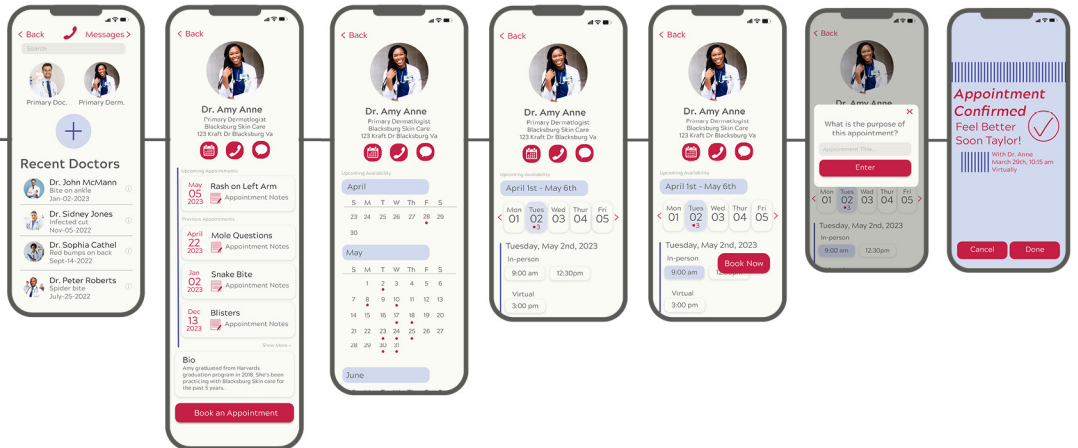 < Back
Messages >
Search
Primary Doc.
Primary Derm.
+
Recent Doctors
Dr. John McMann
Bite on ankle
Jan-02-2023
Dr. Sidney Jones
Infected cut
Nov-05-2022
Dr. Sophia Cathel
Red bumps on back
Sept-14-2022
Dr. Peter Roberts
Spider bite
July-25-2022
< Back
Dr. Amy Anne
Primary Dermatlogist
Blacksburg Skin Care
123 Kraft Dr Blacksburg Va
Upcoming Appointments
May
05
2023
Rash on Left Arm
Appointment Notes
Previous Appointments
April
22
2023
Mole Questions
Appointment Notes
Jan
02
2023
Snake Bite
Appointment Notes
Dec
13
2023
Blisters
Appointment Notes
Show More
Bio
Amy graduated from Harvards
graduation program in 2018. She's been
practicing with Blacksburg Skin care for
the past 5 years.
Book an Appointment
< Back
Dr. Amy Anne
Primary Dermatlogist
Blacksburg Skin Care
123 Kraft Dr Blacksburg Va
Upcoming Availability
April
S M T W Th F S
23 24 25 26 27 28 29
30
May
S M T W Th F S
1 2 3 4 5 6
7 8 9 10 11 12 13
14 15 16 17 18 19 20
21 22 23 24 25 26 27
28 29 30 31
June
< Back
Dr. Amy Anne
Primary Dermatlogist
Blacksburg Skin Care
123 Kraft Dr Blacksburg Va
Upcoming Availability
April 1st - May 6th
Mon Tues Wed Thur Fri
< 01 02 03 04 05 >
•3
Tuesday, May 2nd, 2023
In-person
9:00 am 12:30pm
Virtual
3:00 pm
< Back
Dr. Amy Anne
Primary Dermatlogist
Blacksburg Skin Care
123 Kraft Dr Blacksburg Va
Upcoming Availability
April 1st - May 6th
Mon Tues Wed Thur Fri
< 01 02 03 04 05 >
•3
Tuesday, May 2nd, 2023
In-person
Book Now
9:00 am
Virtual
3:00 pm
< Back
Dr. Amy Anne
What is the purpose of
this appointment?
Appointment Title...
Enter
Mon Tues Wed Thur Fri
< 01 02 03 04 05 >
•3
Tuesday, May 2nd, 2023
In-person
9:00 am 12:30pm
Appointment
Confirmed
Feel Better
Soon Taylor!
With Dr. Anne
March 29th, 10:15 am
Virtually
Cancel
Done